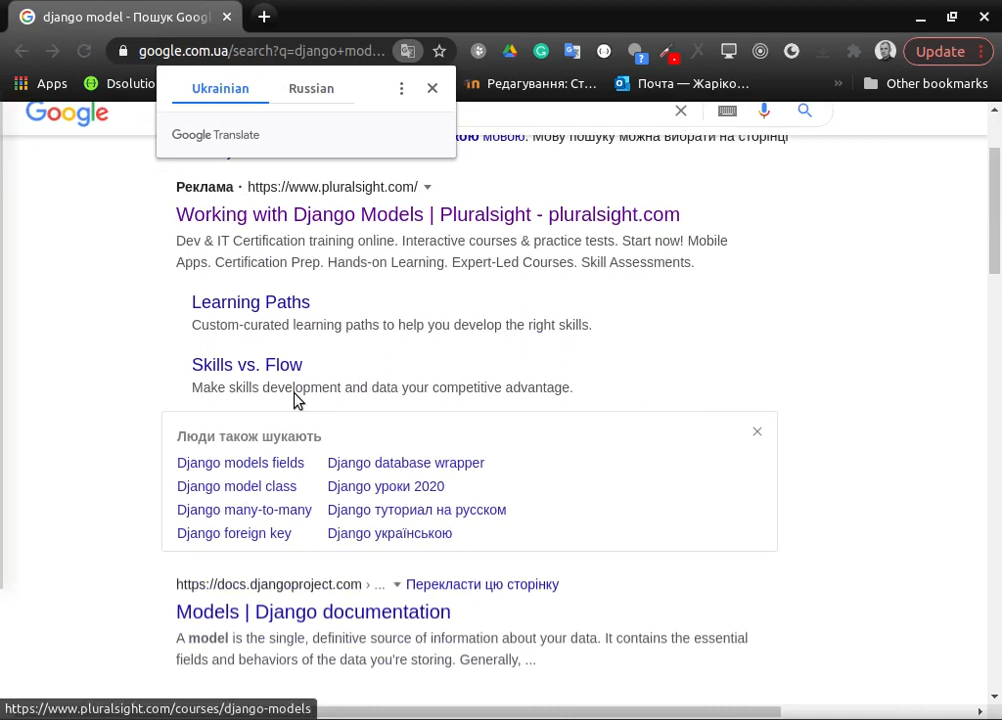 django model - Пошук Goog
google.com.ua/search?q=django+mod...
Update
Apps
Dsolutio
Редагування: Ст...
Почта — Жаріко...
»
Other bookmarks
Ukrainian
Russian
Google Translate
Google
мовою. Мову пошуку можна вибрати на сторінці
Реклама · https://www.pluralsight.com/
Working with Django Models | Pluralsight - pluralsight.com
Dev & IT Certification training online. Interactive courses & practice tests. Start now! Mobile
Apps. Certification Prep. Hands-on Learning. Expert-Led Courses. Skill Assessments.
Learning Paths
Custom-curated learning paths to help you develop the right skills.
Skills vs. Flow
Make skills development and data your competitive advantage.
Люди також шукають
Django models fields
Django database wrapper
Django model class
Django уроки 2020
Django many-to-many
Django туториал на русском
Django foreign key
Django українською
https://docs.djangoproject.com › ... Перекласти цю сторінку
Models | Django documentation
A model is the single, definitive source of information about your data. It contains the essential
fields and behaviors of the data you're storing. Generally, ...
https://www.pluralsight.com/courses/django-models